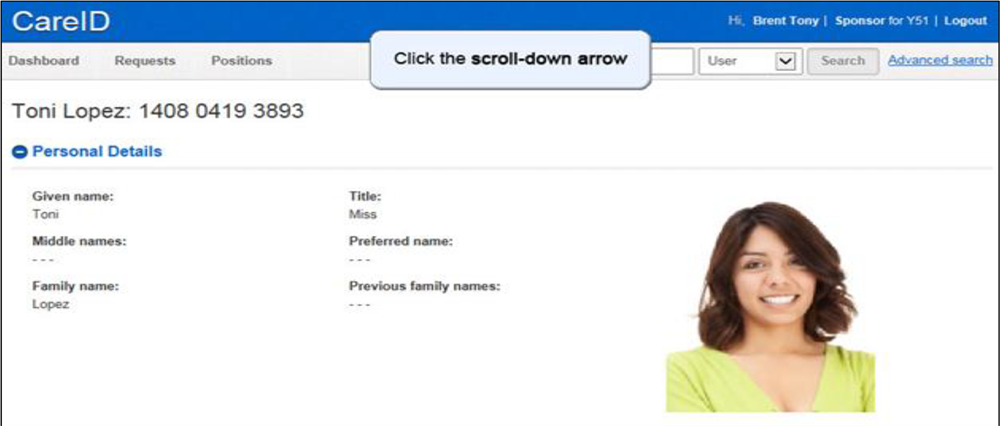 CareID
Hi, Brent Tony | Sponsor for Y51 | Logout
Dashboard Requests Positions User Search Advanced search
Click the scroll-down arrow
Toni Lopez: 1408 0419 3893
Personal Details
Given name: Title:
Toni Miss
Middle names: Preferred name:
- - - - - -
Family name: Previous family names:
Lopez - - -